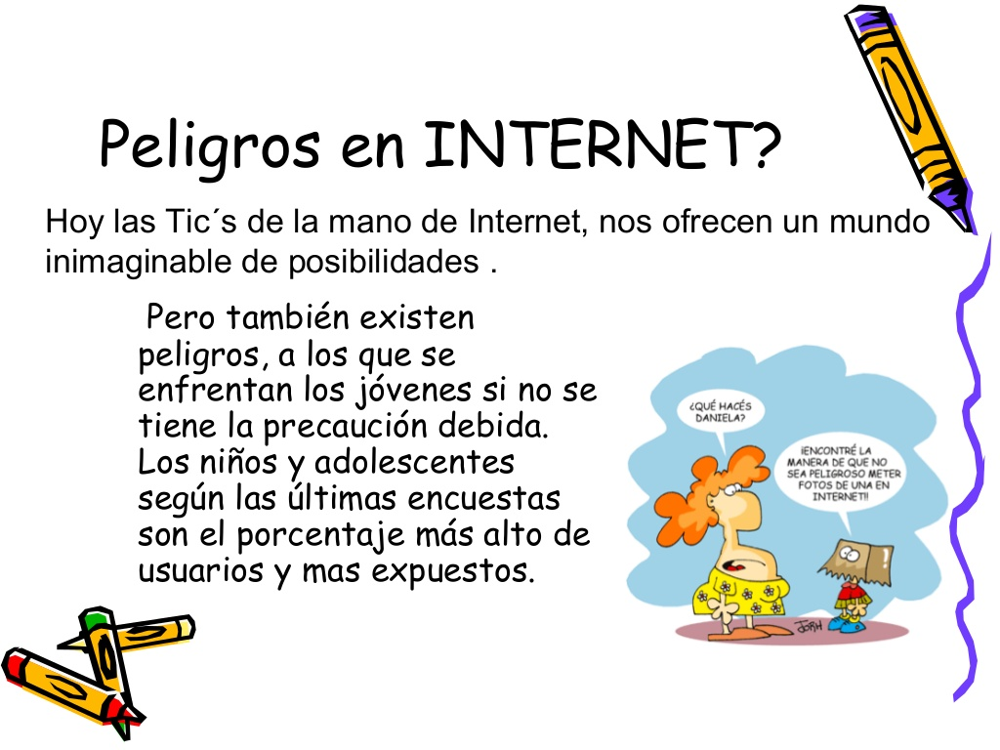 Peligros en INTERNET?
Hoy las Tic´s de la mano de Internet, nos ofrecen un mundo
inimaginable de posibilidades .
Pero también existen
peligros, a los que se
enfrentan los jóvenes si no se
tiene la precaución debida.
Los niños y adolescentes
según las últimas encuestas
son el porcentaje más alto de
usuarios y mas expuestos.
¿QUÉ HACÉS
DANIELA?
¡ENCONTRÉ LA
MANERA DE QUE NO
SEA PELIGROSO METER
FOTOS DE UNA EN
INTERNET!!
JORH